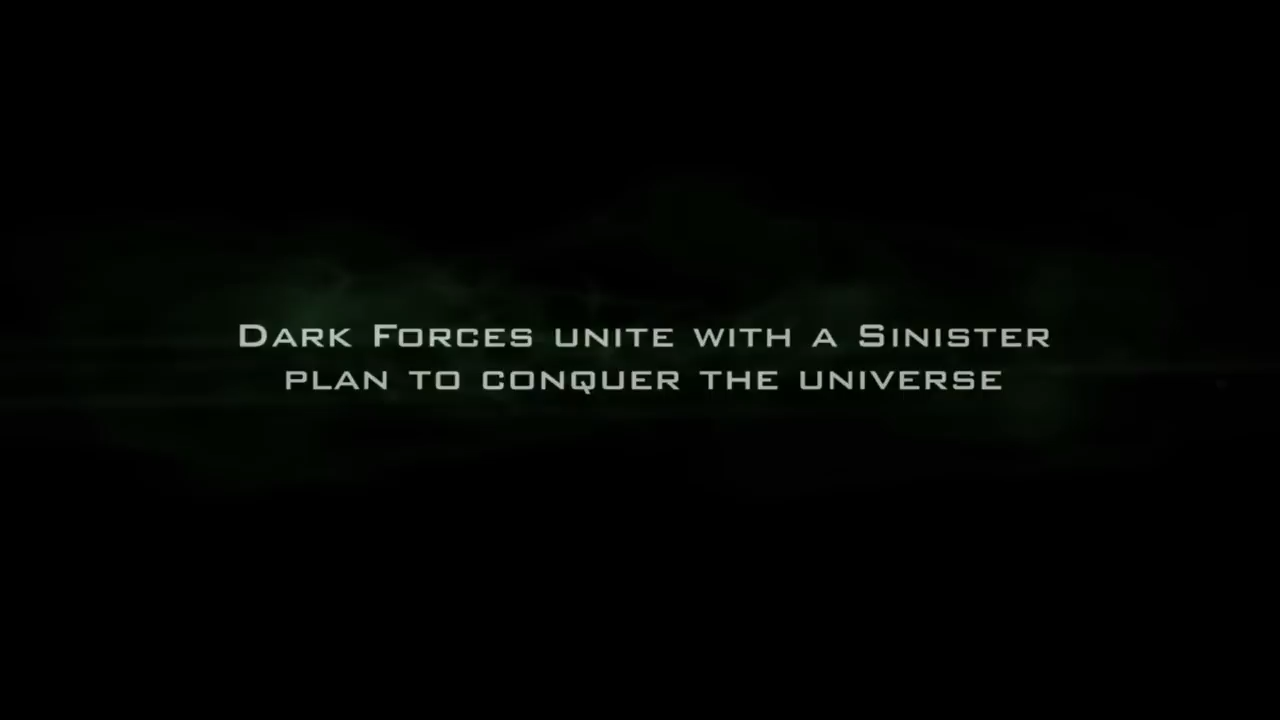 Dark Forces unite with a Sinister
plan to conquer the universe